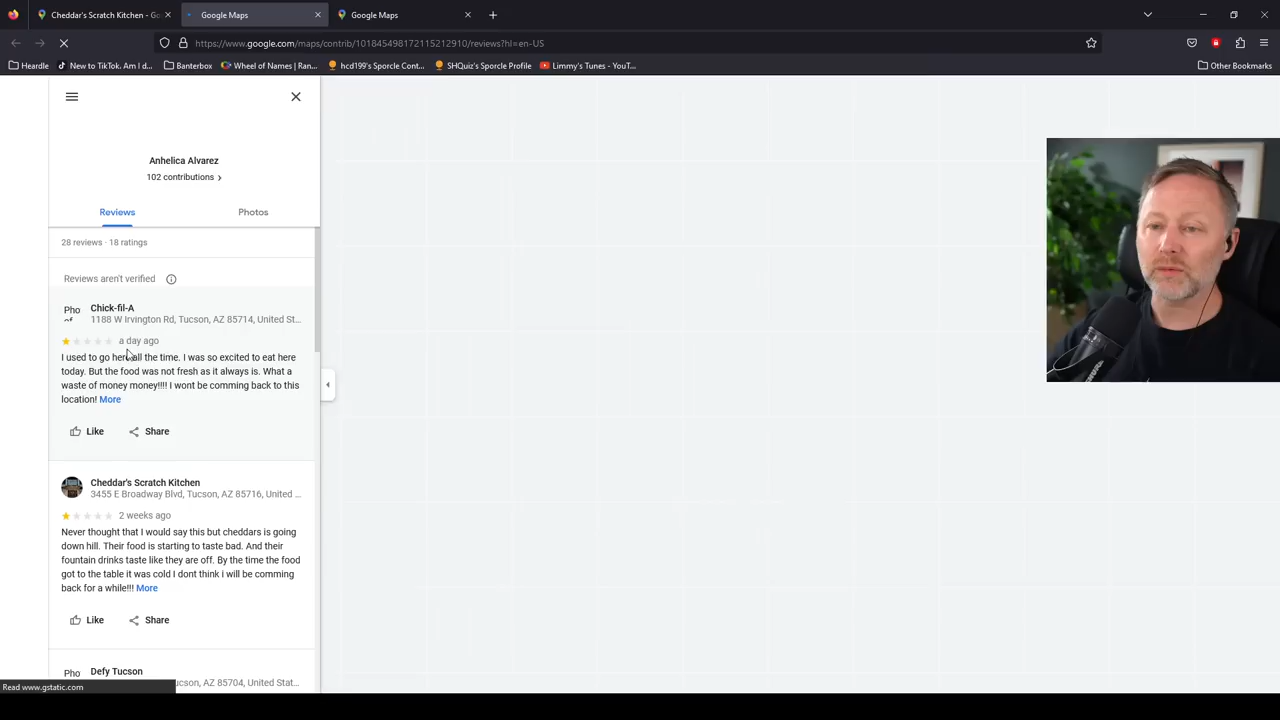 Cheddar's Scratch Kitchen - Go
Google Maps
Google Maps
https://www.google.com/maps/contrib/101845498172115212910/reviews?hl=en-US
Heardle
New to TikTok. Am I d...
Banterbox
Wheel of Names | Ran...
hcd199's Sporcle Cont...
SHQuiz's Sporcle Profile
Limmy's Tunes - YouT...
Other Bookmarks
Anhelica Alvarez
102 contributions
Reviews
Photos
28 reviews · 18 ratings
Reviews aren't verified
Pho
of
Chick-fil-A
1188 W Irvington Rd, Tucson, AZ 85714, United St...
a day ago
I used to go here all the time. I was so excited to eat here
today. But the food was not fresh as it always is. What a
waste of money money!!!! I wont be comming back to this
location! More
Like
Share
Cheddar's Scratch Kitchen
3455 E Broadway Blvd, Tucson, AZ 85716, United ...
2 weeks ago
Never thought that I would say this but cheddars is going
down hill. Their food is starting to taste bad. And their
fountain drinks taste like they are off. By the time the food
got to the table it was cold I dont think i will be comming
back for a while!!! More
Like
Share
Pho
Defy Tucson
ucson, AZ 85704, United Stat...
Read www.gstatic.com